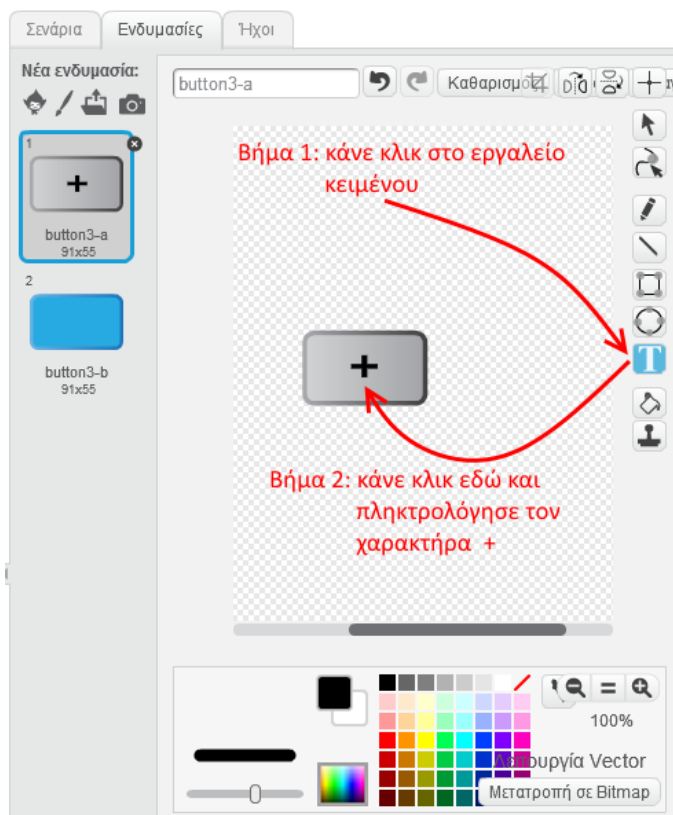 Σενάρια
Ενδυμασίες
Ήχοι
Νέα ενδυμασία:
button3-a
Καθαρισμός
1
+
button3-a
91x55
2
button3-b
91x55
Βήμα 1: κάνε κλικ στο εργαλείο
κειμένου
T
+
Βήμα 2: κάνε κλικ εδώ και
πληκτρολόγησε τον
χαρακτήρα +
100%
Λειτουργία Vector
Μετατροπή σε Bitmap